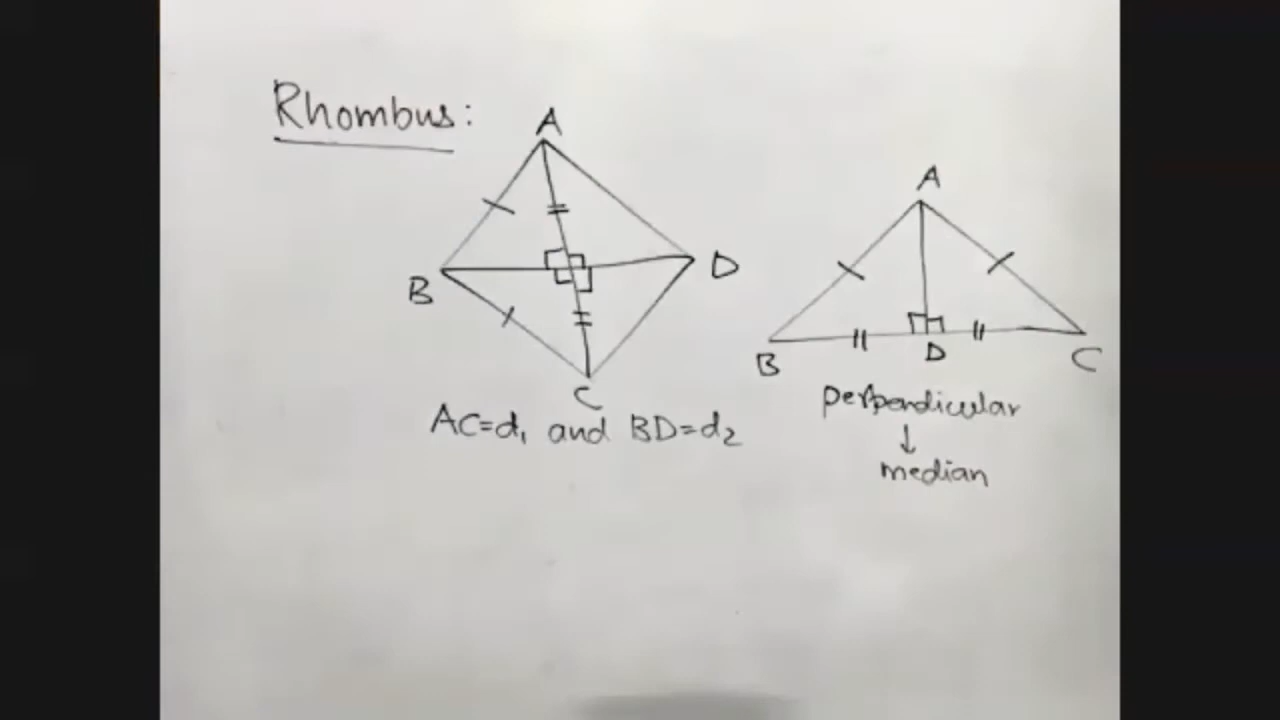 Rhombus:
A
B
D
C
AC=d₁ and BD=d₂
A
B
D
C
perpendicular
↓
median